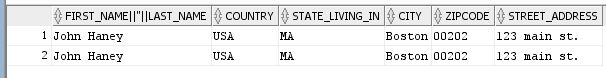 FIRST_NAME||''||LAST_NAME COUNTRY STATE_LIVING_IN CITY ZIPCODE STREET_ADDRESS
1 John Haney USA MA Boston 00202 123 main st.
2 John Haney USA MA Boston 00202 123 main st.